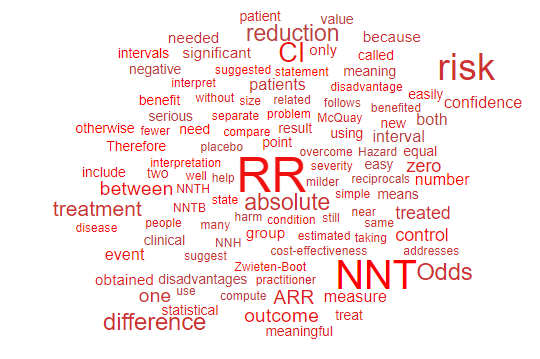 patient value
needed reduction because
intervals significant CI only called
negative suggested statement meaning risk
interpret patients disadvantage
benefit without size related follows benefited easily confidence
serious separate problem McQuay new both
otherwise fewer need compare result using interval
Therefore placebo point overcome Hazard equal
interpretation RR severity easy zero
include two well help milder reciprocals number
between NNTH state absolute simple means
treatment NNTB harm condition still near same treated
disease people many group estimated taking control
clinical NNH cost-effectiveness addresses
event suggest Zwieten-Boot NNT Odds
obtained disadvantages practitioner
one use compute ARR measure
statistical outcome treat
difference meaningful